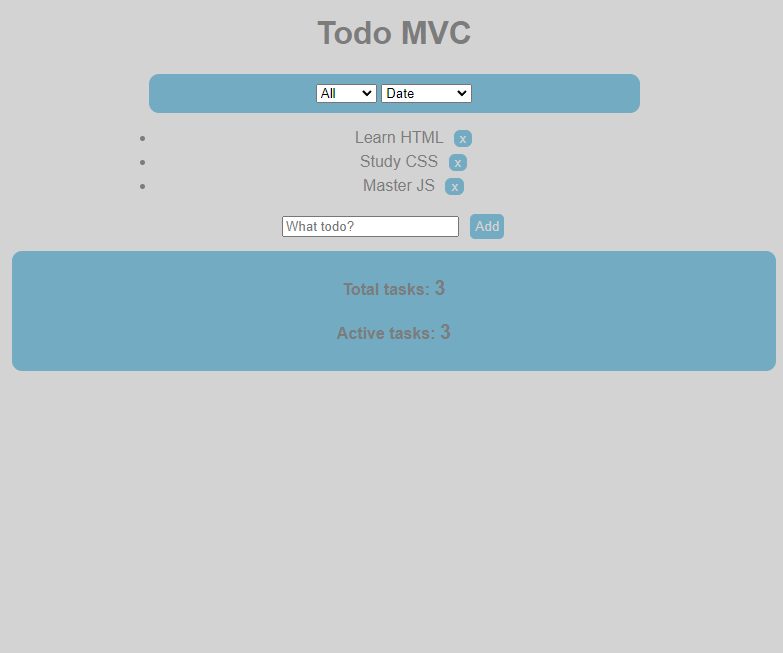 Todo MVC
All Date
Learn HTML x
Study CSS x
Master JS x
What todo? Add
Total tasks: 3
Active tasks: 3